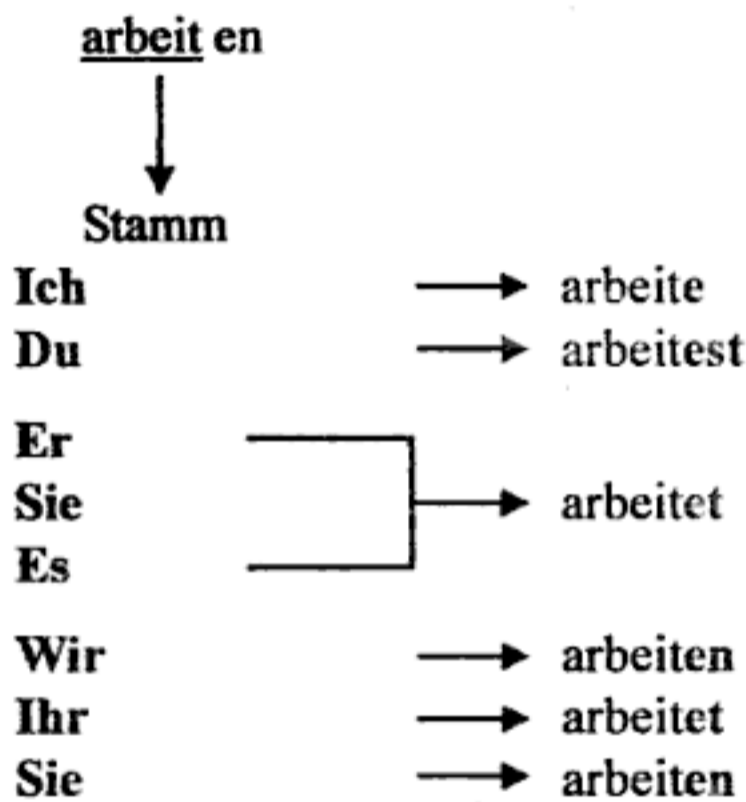 arbeit en
Stamm
Ich arbeite
Du arbeitest
Er
Sie arbeitet
Es
Wir arbeiten
Ihr arbeitet
Sie arbeiten